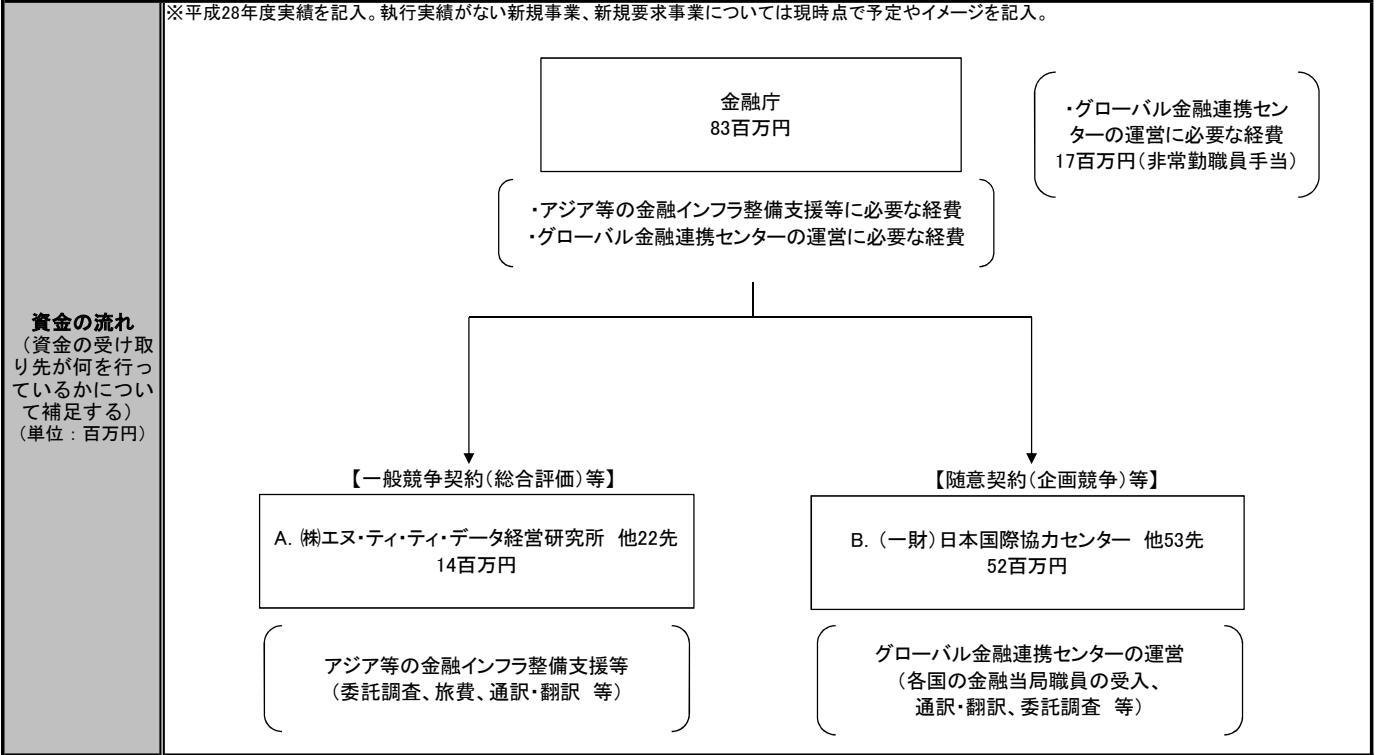 ※平成28年度実績を記入。執行実績がない新規事業、新規要求事業については現時点で予定やイメージを記入。
金融庁
83百万円
・グローバル金融連携セン
ターの運営に必要な経費
17百万円(非常勤職員手当)
・アジア等の金融インフラ整備支援等に必要な経費
・グローバル金融連携センターの運営に必要な経費
資金の流れ
(資金の受け取
り先が何を行っ
ているかについ
て補足する)
(単位:百万円)
【一般競争契約(総合評価)等】
A. ㈱エヌ・ティ・ティ・データ経営研究所 他22先
14百万円
アジア等の金融インフラ整備支援等
(委託調査、旅費、通訳・翻訳 等)
【随意契約(企画競争)等】
B. (一財)日本国際協力センター 他53先
52百万円
グローバル金融連携センターの運営
(各国の金融当局職員の受入、
通訳・翻訳、委託調査 等)